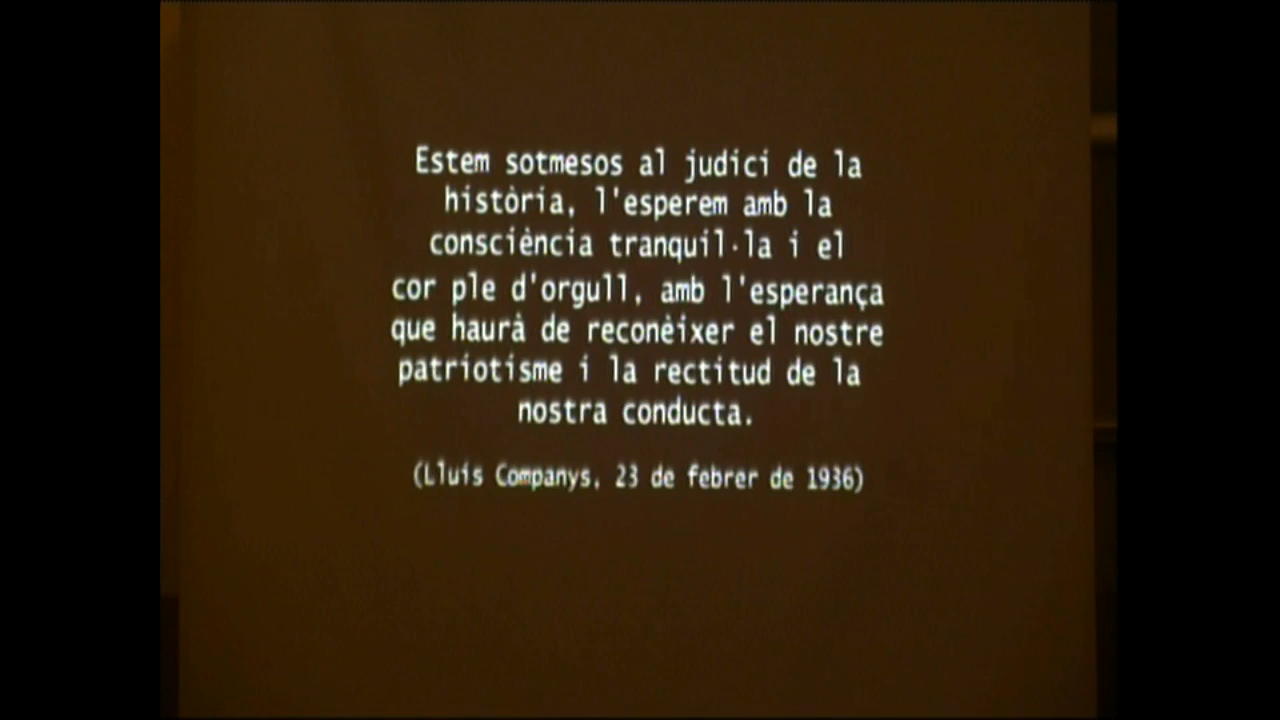 Estem sotmesos al judici de la
història, l'esperem amb la
consciència tranquil·la i el
cor ple d'orgull, amb l'esperança
que haurà de reconèixer el nostre
patriotisme i la rectitud de la
nostra conducta.
(Lluís Companys, 23 de febrer de 1936)